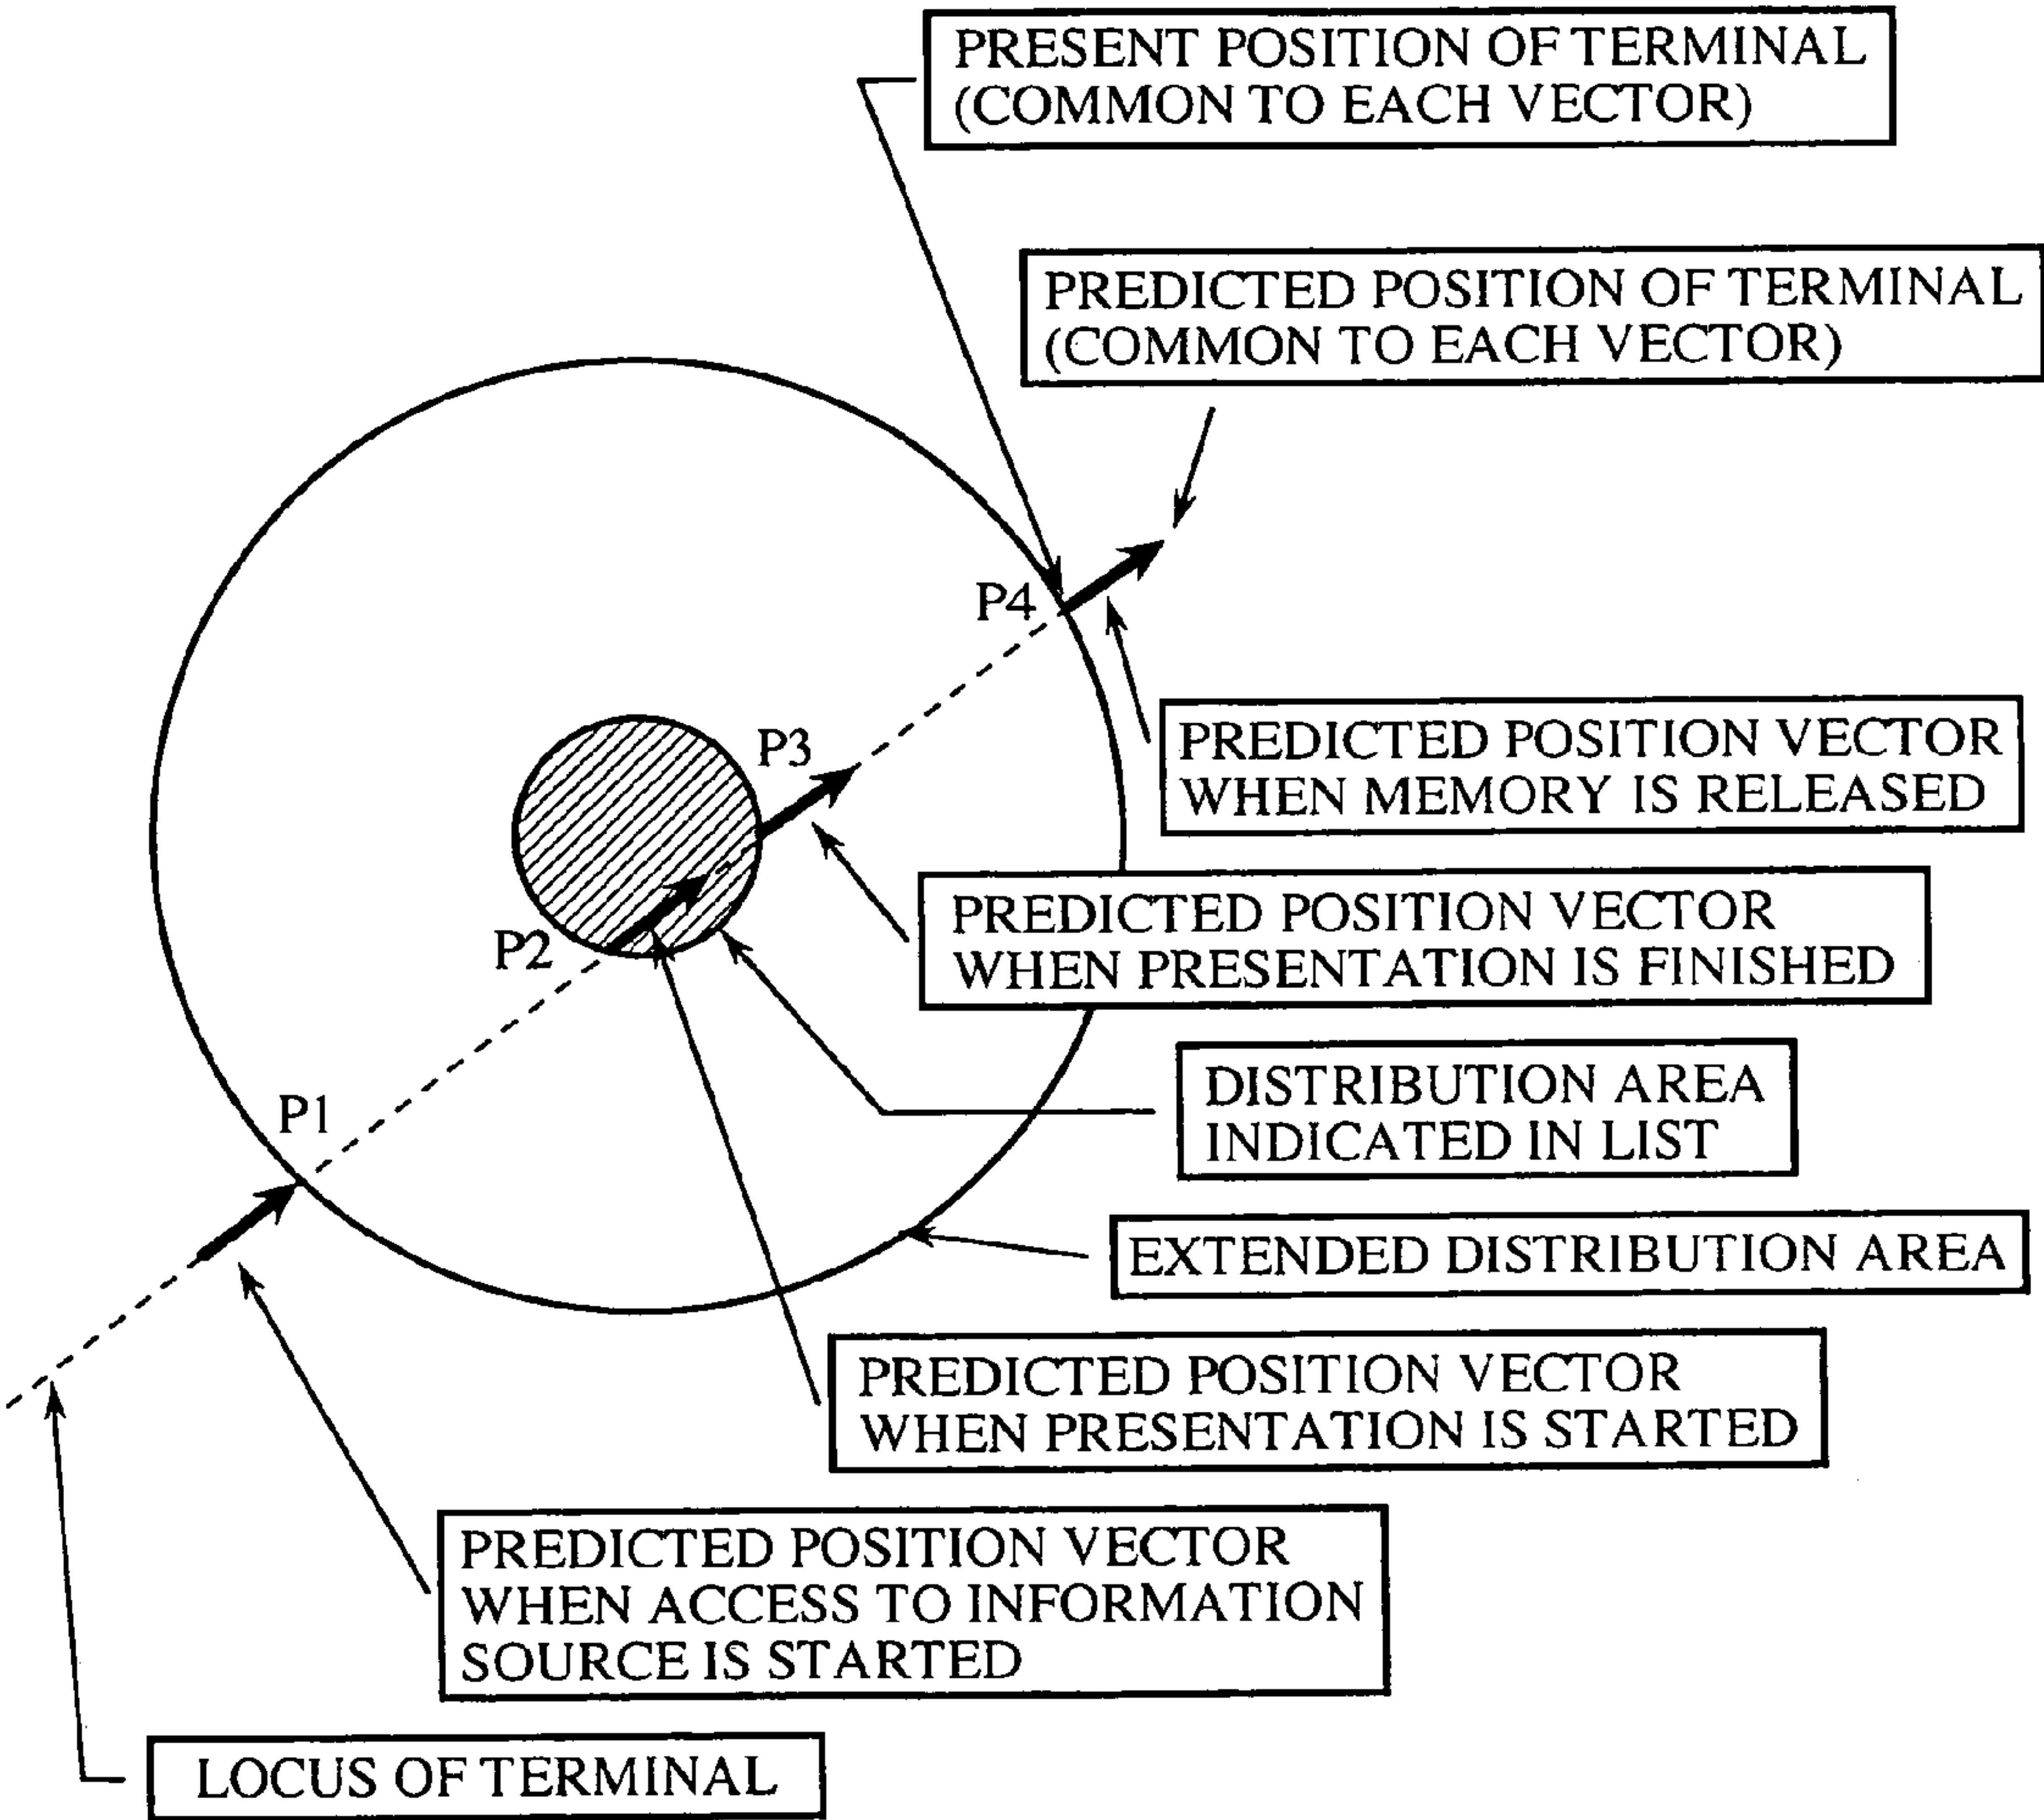 PRESENT POSITION OF TERMINAL
(COMMON TO EACH VECTOR)
PREDICTED POSITION OF TERMINAL
(COMMON TO EACH VECTOR)
P4
P3
PREDICTED POSITION VECTOR
WHEN MEMORY IS RELEASED
PREDICTED POSITION VECTOR
WHEN PRESENTATION IS FINISHED
P2
DISTRIBUTION AREA
INDICATED IN LIST
P1
EXTENDED DISTRIBUTION AREA
PREDICTED POSITION VECTOR
WHEN PRESENTATION IS STARTED
PREDICTED POSITION VECTOR
WHEN ACCESS TO INFORMATION
SOURCE IS STARTED
LOCUS OF TERMINAL